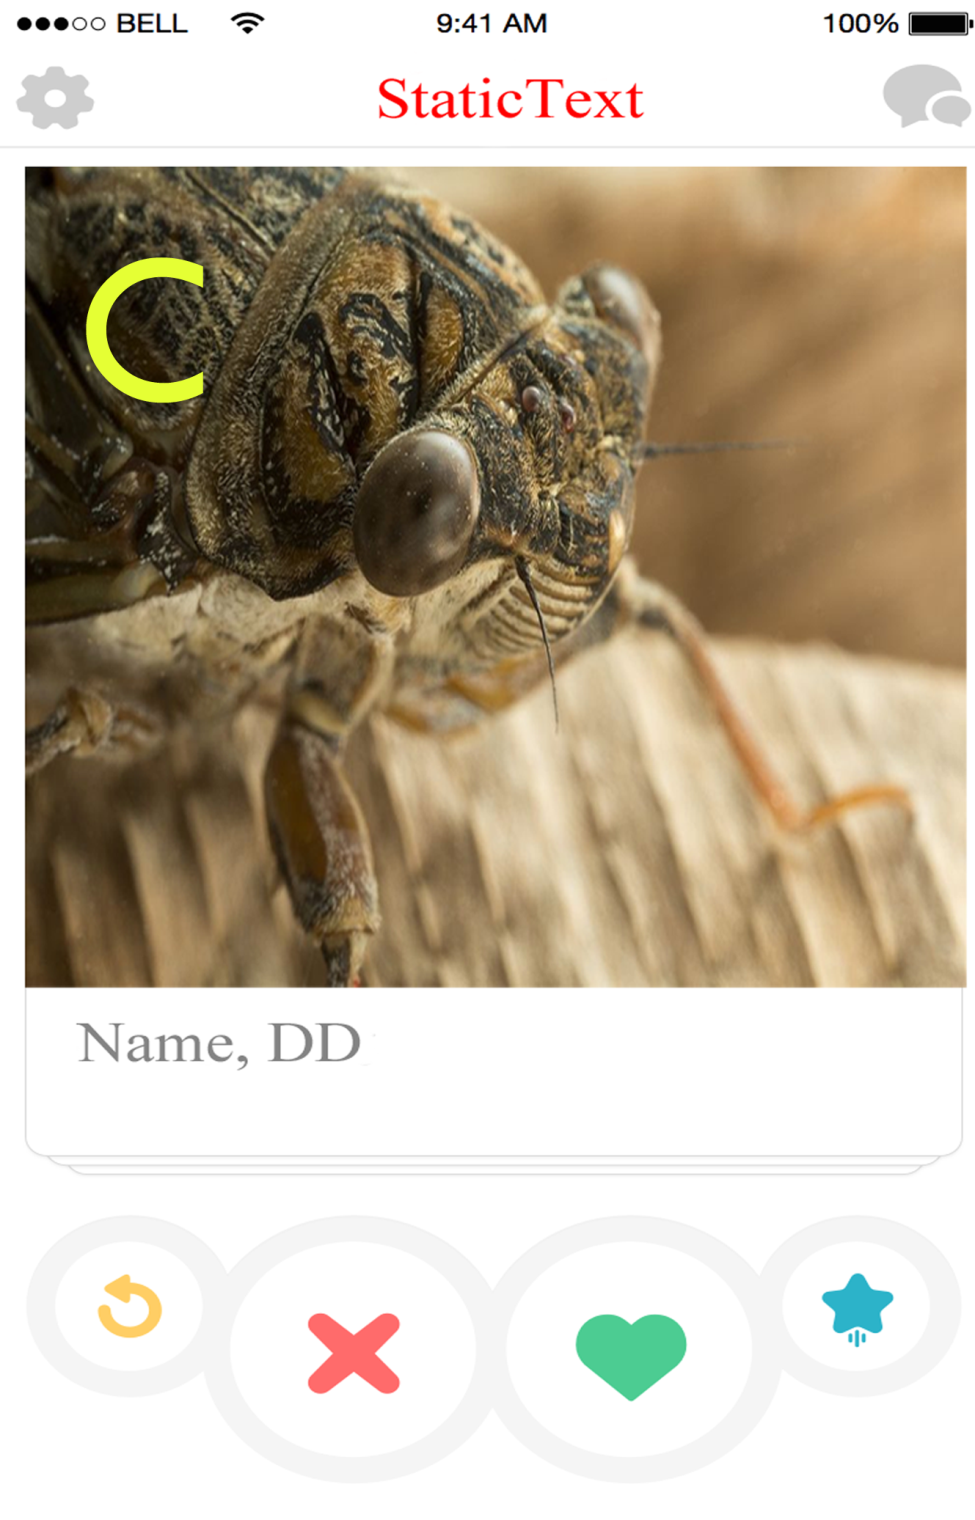 BELL 9:41 AM 100%
StaticText
C
Name, DD